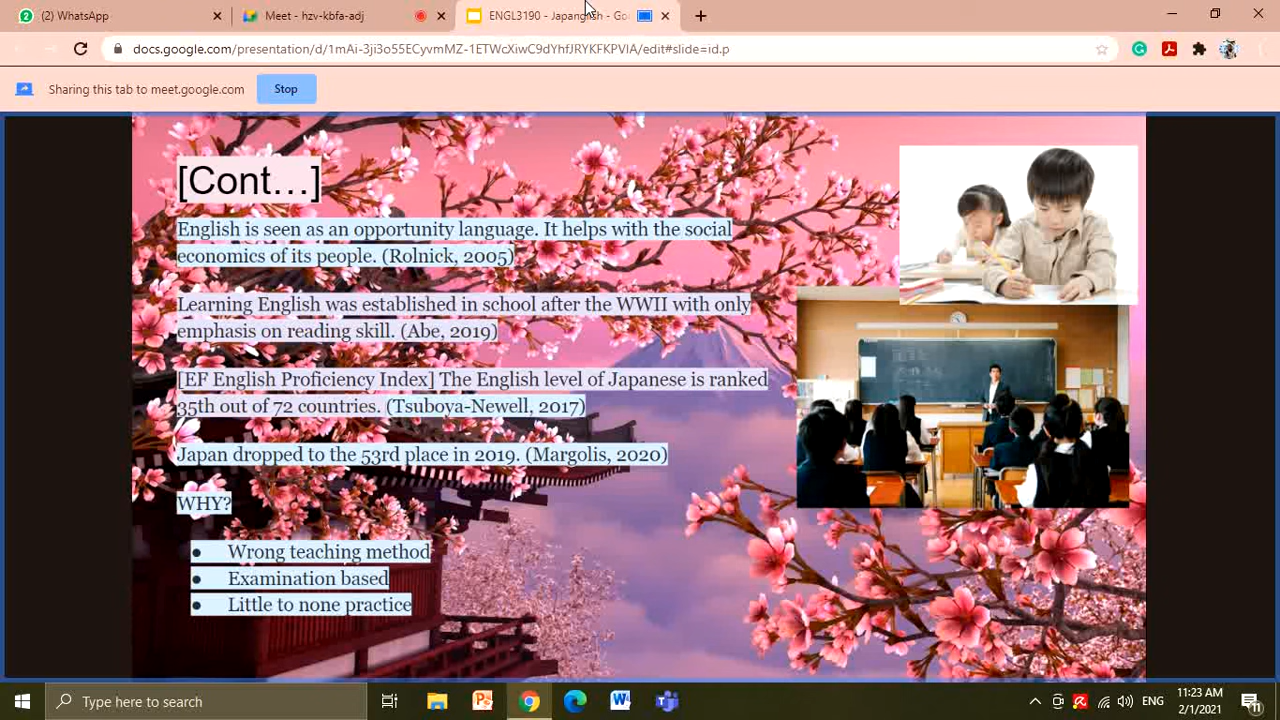 (2) WhatsApp
Meet - hzv-kbfa-adj
ENGL3190 - Japanglish - Go
docs.google.com/presentation/d/1mAi-3ji3o55ECyvmMZ-1ETWcXiwC9dYhfJRYKFKPVIA/edit#slide=id.p
Sharing this tab to meet.google.com
Stop
[Cont…]
English is seen as an opportunity language. It helps with the social
economics of its people. (Rolnick, 2005)
Learning English was established in school after the WWII with only
emphasis on reading skill. (Abe, 2019)
[EF English Proficiency Index] The English level of Japanese is ranked
35th out of 72 countries. (Tsuboya-Newell, 2017)
Japan dropped to the 53rd place in 2019. (Margolis, 2020)
WHY?
● Wrong teaching method
● Examination based
● Little to none practice
Type here to search
ENG
11:23 AM
2/1/2021
11